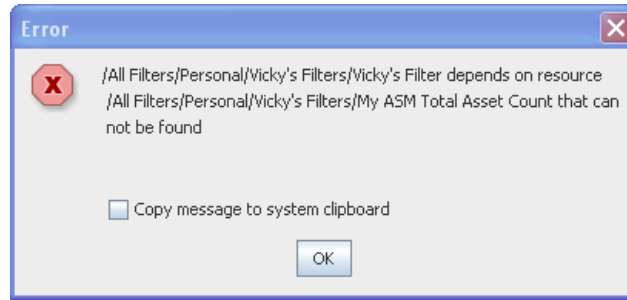 Error
/All Filters/Personal/Vicky's Filters/Vicky's Filter depends on resource
/All Filters/Personal/Vicky's Filters/My ASM Total Asset Count that can
not be found
Copy message to system clipboard
OK